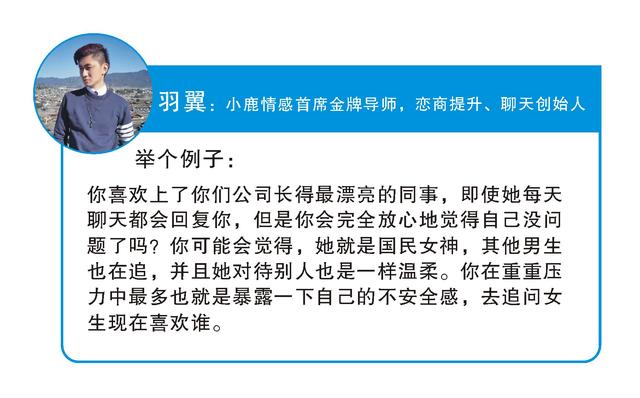 羽翼：小鹿情感首席金牌导师，恋商提升、聊天创始人
举个例子：
你喜欢上了你们公司长得最漂亮的同事，即使她每天
聊天都会回复你，但是你会完全放心地觉得自己没问
题了吗？你可能会觉得，她就是国民女神，其他男生
也在追，并且她对待别人也是一样温柔。你在重重压
力中最多也就是暴露一下自己的不安全感，去追问女
生现在喜欢谁。